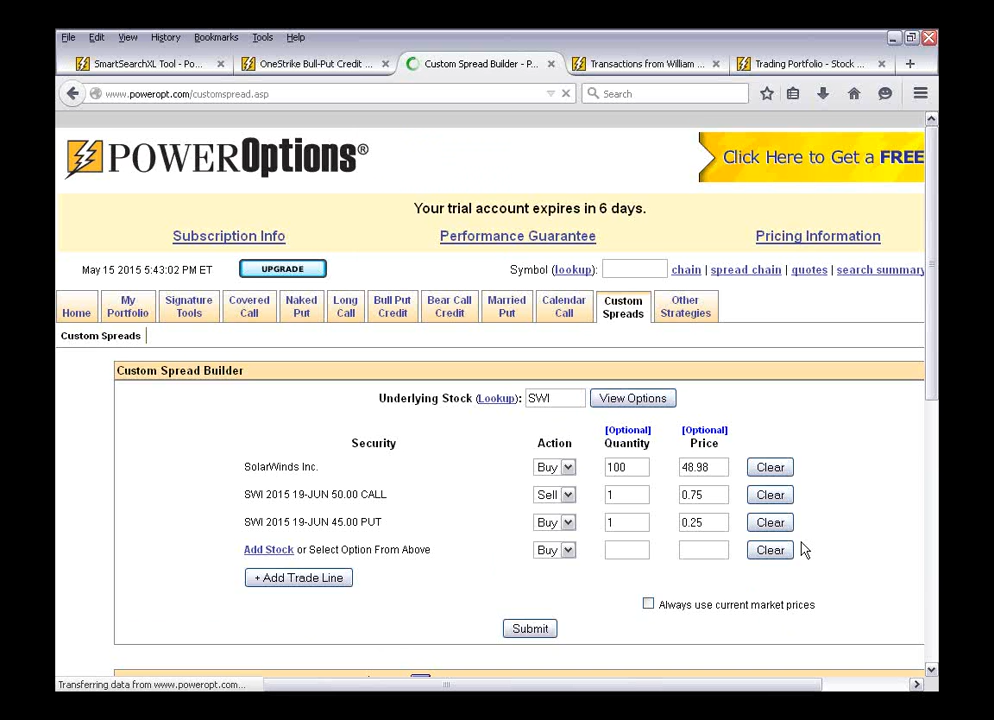 File Edit View History Bookmarks Tools Help
SmartSearchXL Tool - Po... OneStrike Bull-Put Credit ... Custom Spread Builder - P... Transactions from William ... Trading Portfolio - Stock ...
www.poweropt.com/customspread.asp Search
POWEROptions® Click Here to Get a FREE
Your trial account expires in 6 days.
Subscription Info Performance Guarantee Pricing Information
May 15 2015 5:43:02 PM ET UPGRADE Symbol (lookup): chain | spread chain | quotes | search summary
Home My Portfolio Signature Tools Covered Call Naked Put Long Call Bull Put Credit Bear Call Credit Married Put Calendar Call Custom Spreads Other Strategies
Custom Spreads
Custom Spread Builder
Underlying Stock (Lookup): SWI View Options
[Optional] [Optional]
Security Action Quantity Price
SolarWinds Inc. Buy 100 48.98 Clear
SWI 2015 19-JUN 50.00 CALL Sell 1 0.75 Clear
SWI 2015 19-JUN 45.00 PUT Buy 1 0.25 Clear
Add Stock or Select Option From Above Buy Clear
+ Add Trade Line
Always use current market prices
Submit
Transferring data from www.poweropt.com...